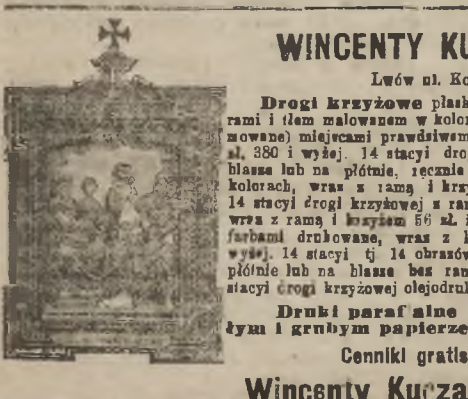 WINCENTY KU
Lwów ul. Ko
Drogi krzyżowe płask
rami i tłem malowanem w kolor
mowane) miejscami prawdziwem
zł. 380 i wyżej. 14 stacyi dro
blasze lub na płótnie, ręcznie
kolorach, wraz z ramą i krzy
14 stacyi drogi krzyżowej z ram
wraz z ramą i krzyżem 56 zł.
farbami drukowane, wraz z
wyżej. 14 stacyi tj. 14 obrazów
płótnie lub na blasze bez ram
stacyi drogi krzyżowej olejodruk
Druki parafialne
łym i grubym papierze
Cenniki gratis
Wincenty Kucza